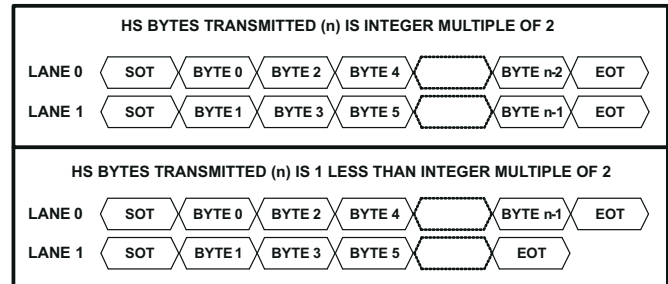 HS BYTES TRANSMITTED (n) IS INTEGER MULTIPLE OF 2
LANE 0 SOT BYTE 0 BYTE 2 BYTE 4 BYTE n-2 EOT
LANE 1 SOT BYTE 1 BYTE 3 BYTE 5 BYTE n-1 EOT
HS BYTES TRANSMITTED (n) IS 1 LESS THAN INTEGER MULTIPLE OF 2
LANE 0 SOT BYTE 0 BYTE 2 BYTE 4 BYTE n-1 EOT
LANE 1 SOT BYTE 1 BYTE 3 BYTE 5 EOT